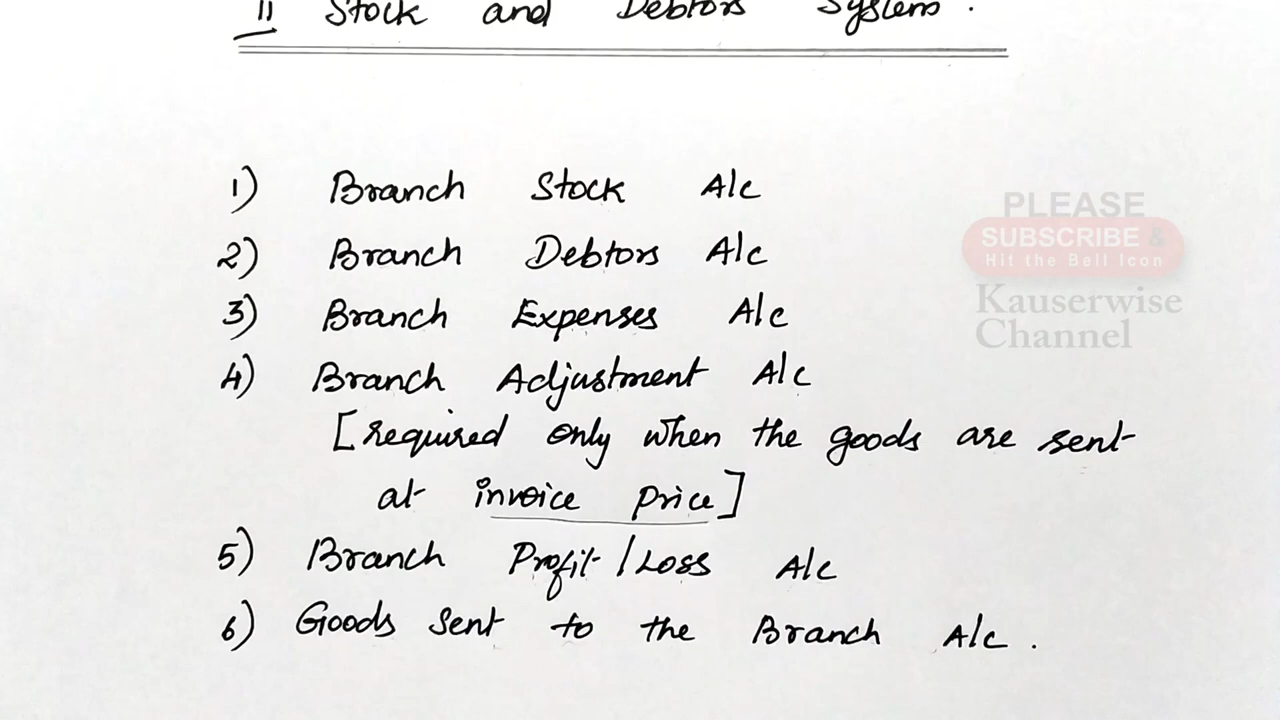 II Stock and Debtors System.
1) Branch Stock A/c
2) Branch Debtors A/c
3) Branch Expenses A/c
4) Branch Adjustment A/c
[required only when the goods are sent
at invoice price]
5) Branch Profit/Loss A/c
6) Goods sent to the Branch A/c.
PLEASE
SUBSCRIBE &
Hit the Bell Icon
Kauserwise
Channel